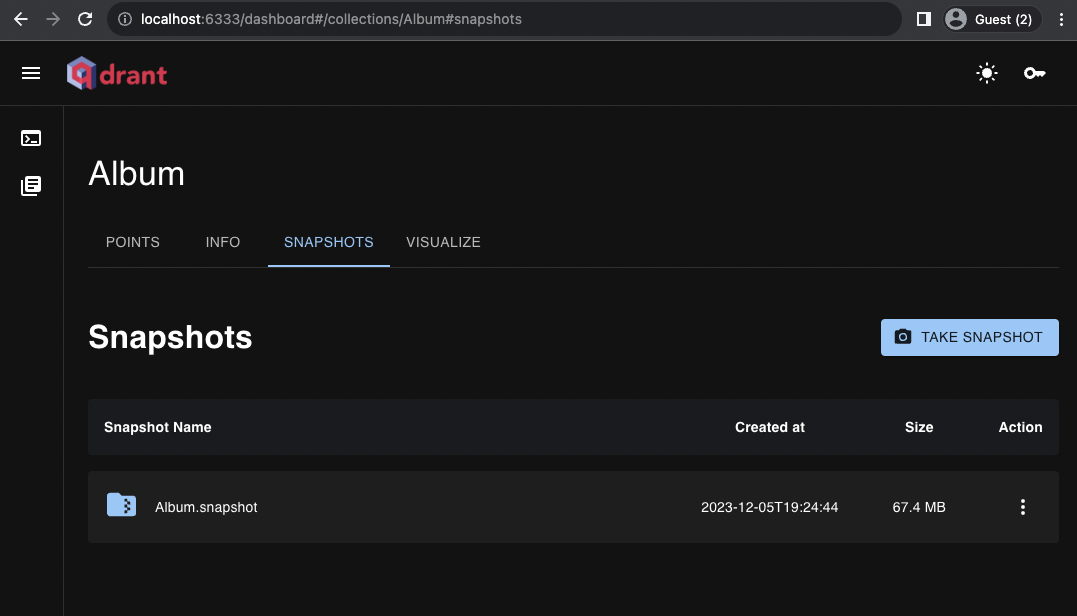 localhost:6333/dashboard#/collections/Album#snapshots
Guest (2)
qdrant
Album
POINTS INFO SNAPSHOTS VISUALIZE
Snapshots
TAKE SNAPSHOT
Snapshot Name Created at Size Action
Album.snapshot 2023-12-05T19:24:44 67.4 MB